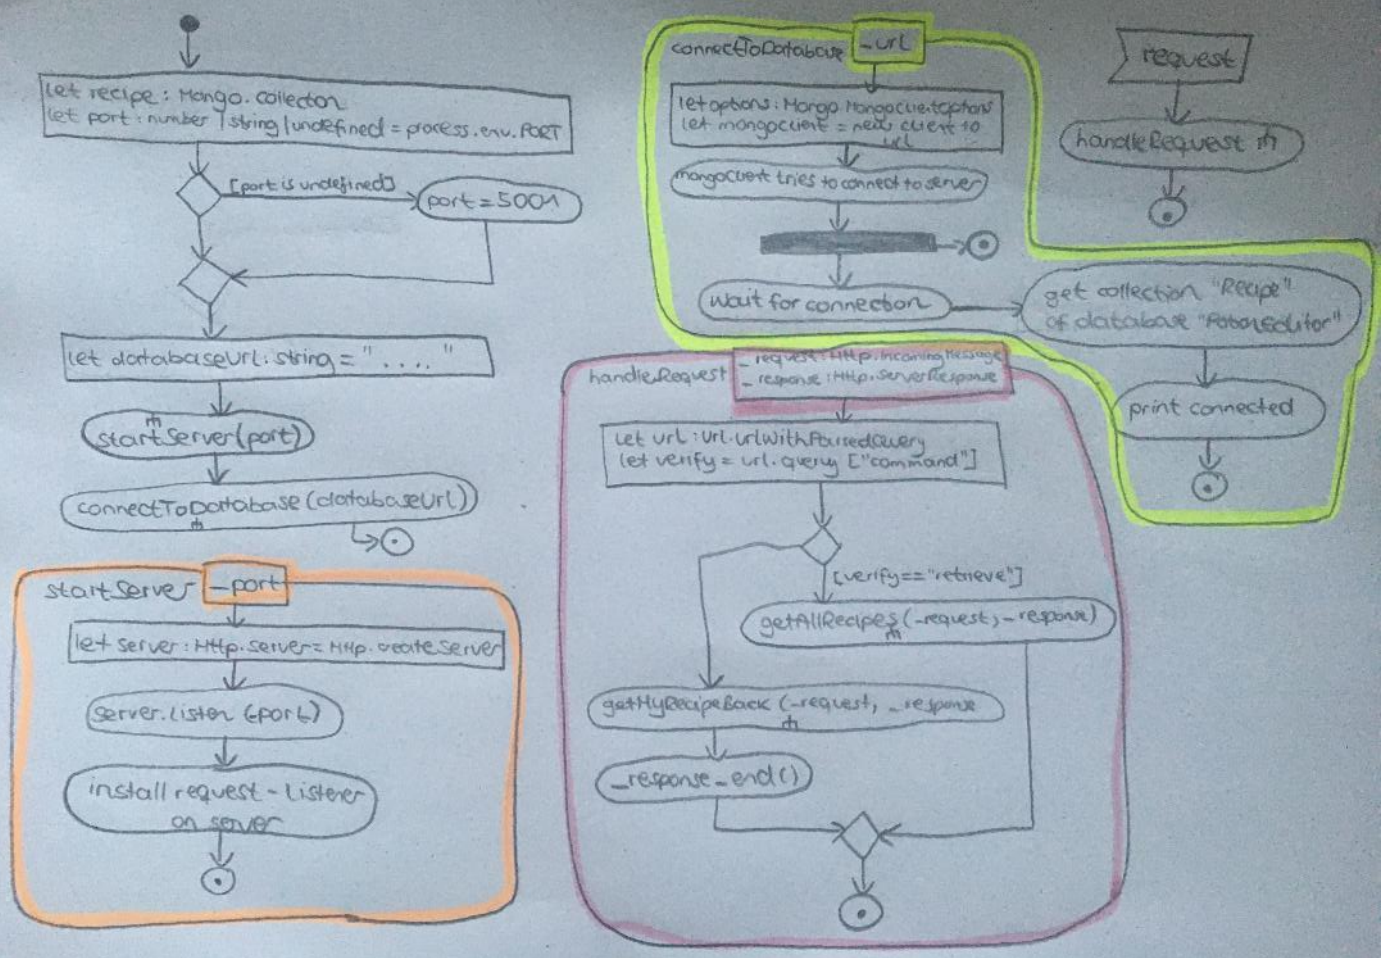 let recipe : Mongo.collection
let port : number | string | undefined = process.env.PORT
[port is undefined]
port = 5001
let databaseUrl : string = " . . . . "
startServer(port)
connectToDatabase (databaseUrl)
startServer
_port
let server : Http.Server = Http.createServer
server.listen (_port)
install request - listener
on server
connectToDatabase
_url
let options : Mongo.MongoClientOptions
let mongoclient = new client to
url
mongoclient tries to connect to server
wait for connection
get collection "Recipe"
of database "PotionEditor"
print connected
request
handleRequest
handleRequest
_request : Http.IncomingMessage
_response : Http.ServerResponse
let url : Url.UrlWithParsedQuery
let verify = url.query ["command"]
[verify=="retrieve"]
getAllRecipes (_request, _response)
getMyRecipeBack (_request, _response
_response_end()